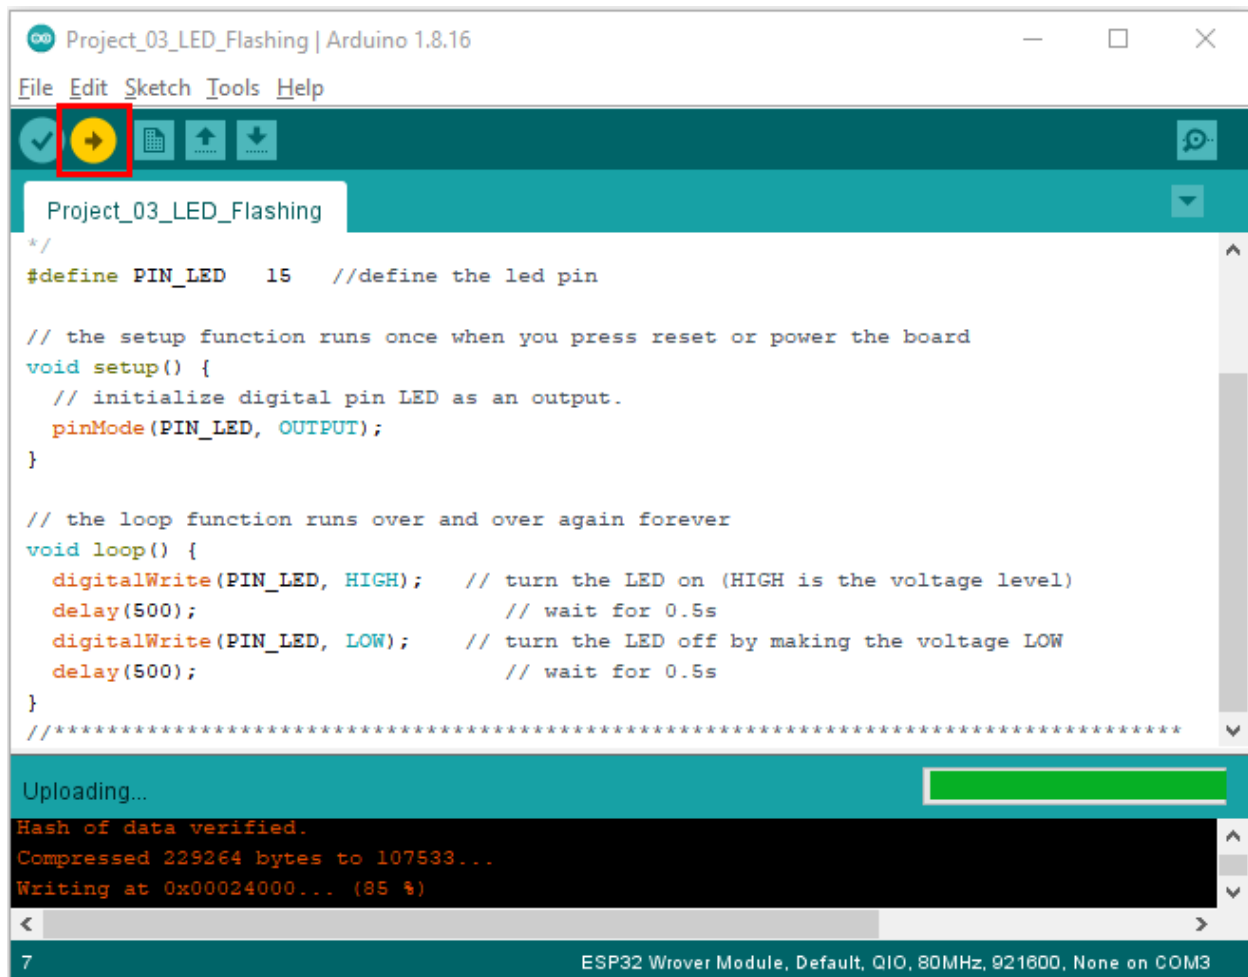 Project_03_LED_Flashing | Arduino 1.8.16
File Edit Sketch Tools Help
Project_03_LED_Flashing
*/
#define PIN_LED   15   //define the led pin
// the setup function runs once when you press reset or power the board
void setup() {
  // initialize digital pin LED as an output.
  pinMode(PIN_LED, OUTPUT);
}
// the loop function runs over and over again forever
void loop() {
  digitalWrite(PIN_LED, HIGH);   // turn the LED on (HIGH is the voltage level)
  delay(500);                       // wait for 0.5s
  digitalWrite(PIN_LED, LOW);    // turn the LED off by making the voltage LOW
  delay(500);                       // wait for 0.5s
}
//*************************************************************************************
Uploading...
Hash of data verified.
Compressed 229264 bytes to 107533...
Writing at 0x00024000... (85 %)
7 ESP32 Wrover Module, Default, QIO, 80MHz, 921600, None on COM3